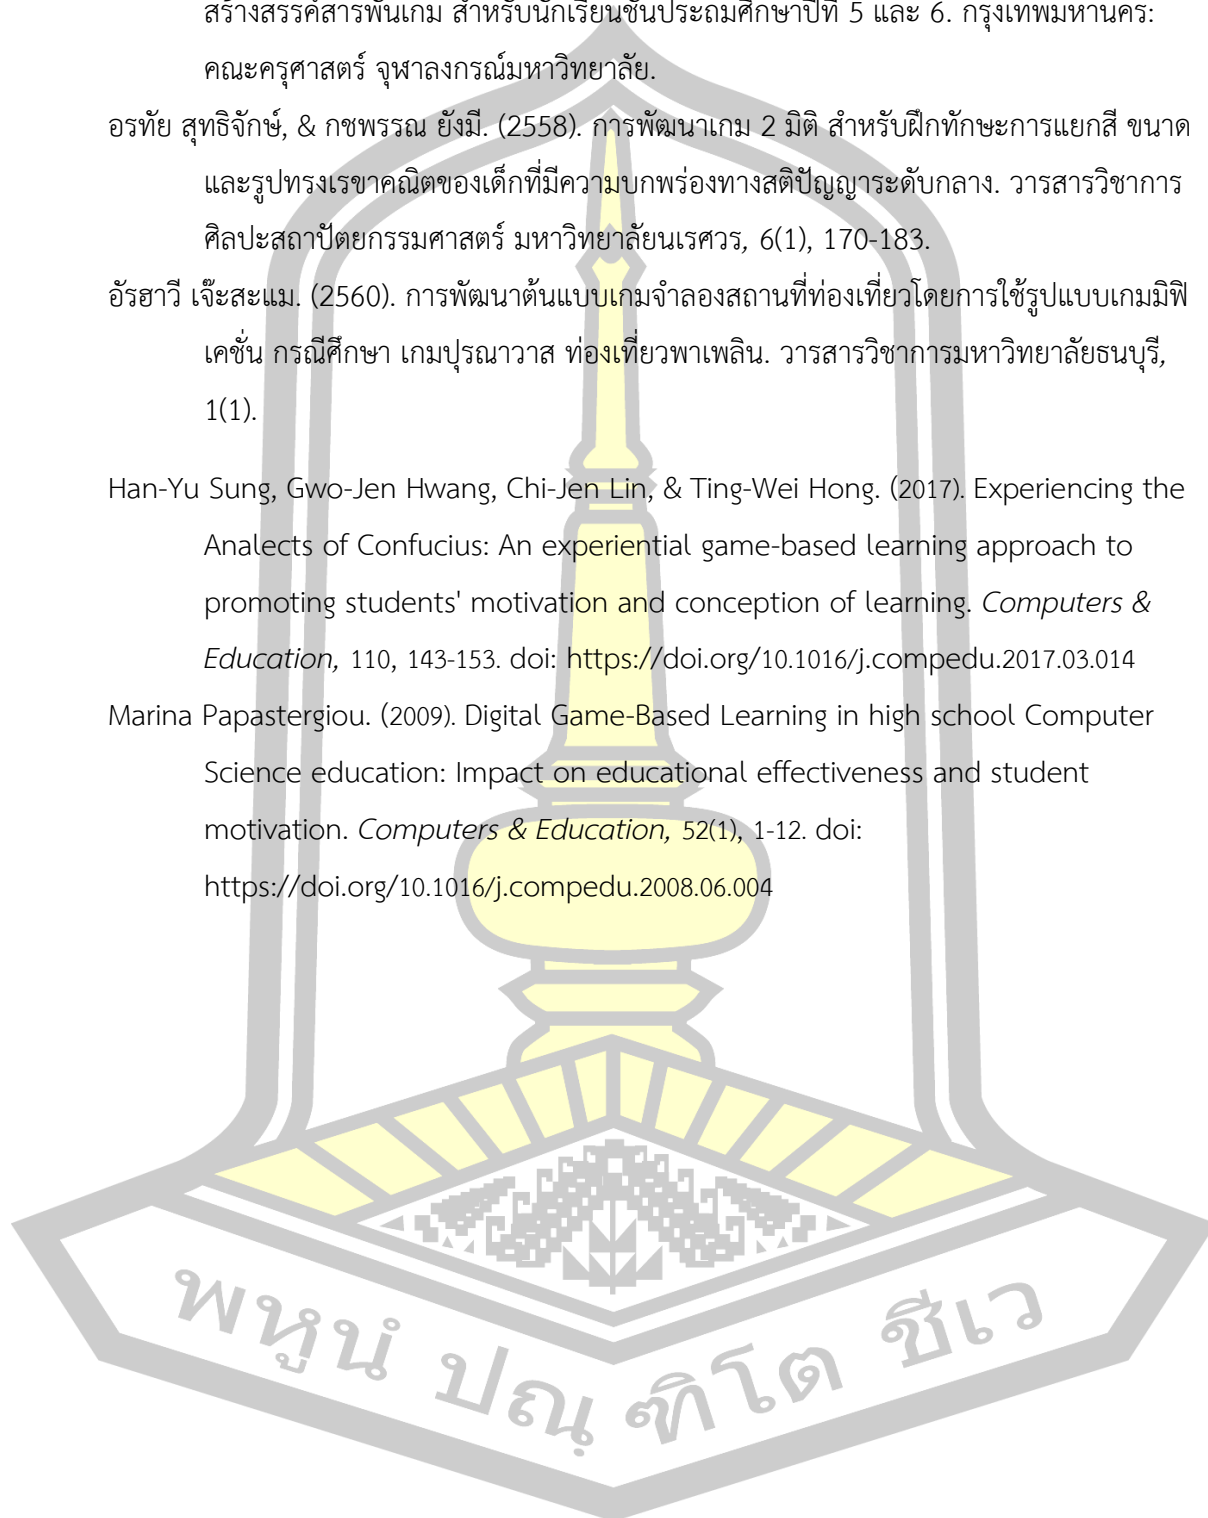 สร้างสรรค์สารพันเกม สำหรับนักเรียนชั้นประถมศึกษาปีที่ 5 และ 6. กรุงเทพมหานคร:
คณะครุศาสตร์ จุฬาลงกรณ์มหาวิทยาลัย.
อรทัย สุทธิจักษ์, & กชพรรณ ยังมี. (2558). การพัฒนาเกม 2 มิติ สำหรับฝึกทักษะการแยกสี ขนาด
และรูปทรงเรขาคณิตของเด็กที่มีความบกพร่องทางสติปัญญาระดับกลาง. วารสารวิชาการ
ศิลปะสถาปัตยกรรมศาสตร์ มหาวิทยาลัยนเรศวร, 6(1), 170-183.
อัรฮาวี เจ๊ะสะแม. (2560). การพัฒนาต้นแบบเกมจำลองสถานที่ท่องเที่ยวโดยการใช้รูปแบบเกมมิฟิ
เคชั่น กรณีศึกษา เกมปุรณาวาส ท่องเที่ยวพาเพลิน. วารสารวิชาการมหาวิทยาลัยธนบุรี,
1(1).
Han-Yu Sung, Gwo-Jen Hwang, Chi-Jen Lin, & Ting-Wei Hong. (2017). Experiencing the
Analects of Confucius: An experiential game-based learning approach to
promoting students' motivation and conception of learning. Computers &
Education, 110, 143-153. doi: https://doi.org/10.1016/j.compedu.2017.03.014
Marina Papastergiou. (2009). Digital Game-Based Learning in high school Computer
Science education: Impact on educational effectiveness and student
motivation. Computers & Education, 52(1), 1-12. doi:
https://doi.org/10.1016/j.compedu.2008.06.004
พหูนํ ปณฺฑิโต ชีเว